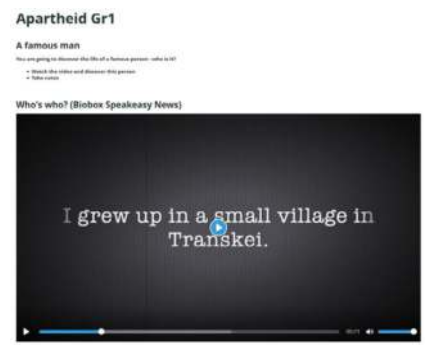 Apartheid Gr1
A famous man
You are going to discover the life of a famous person : who is it?
Watch the video and discover this person
Take notes
Who's who? (Biobox Speakeasy News)
I grew up in a small village in
Transkei.